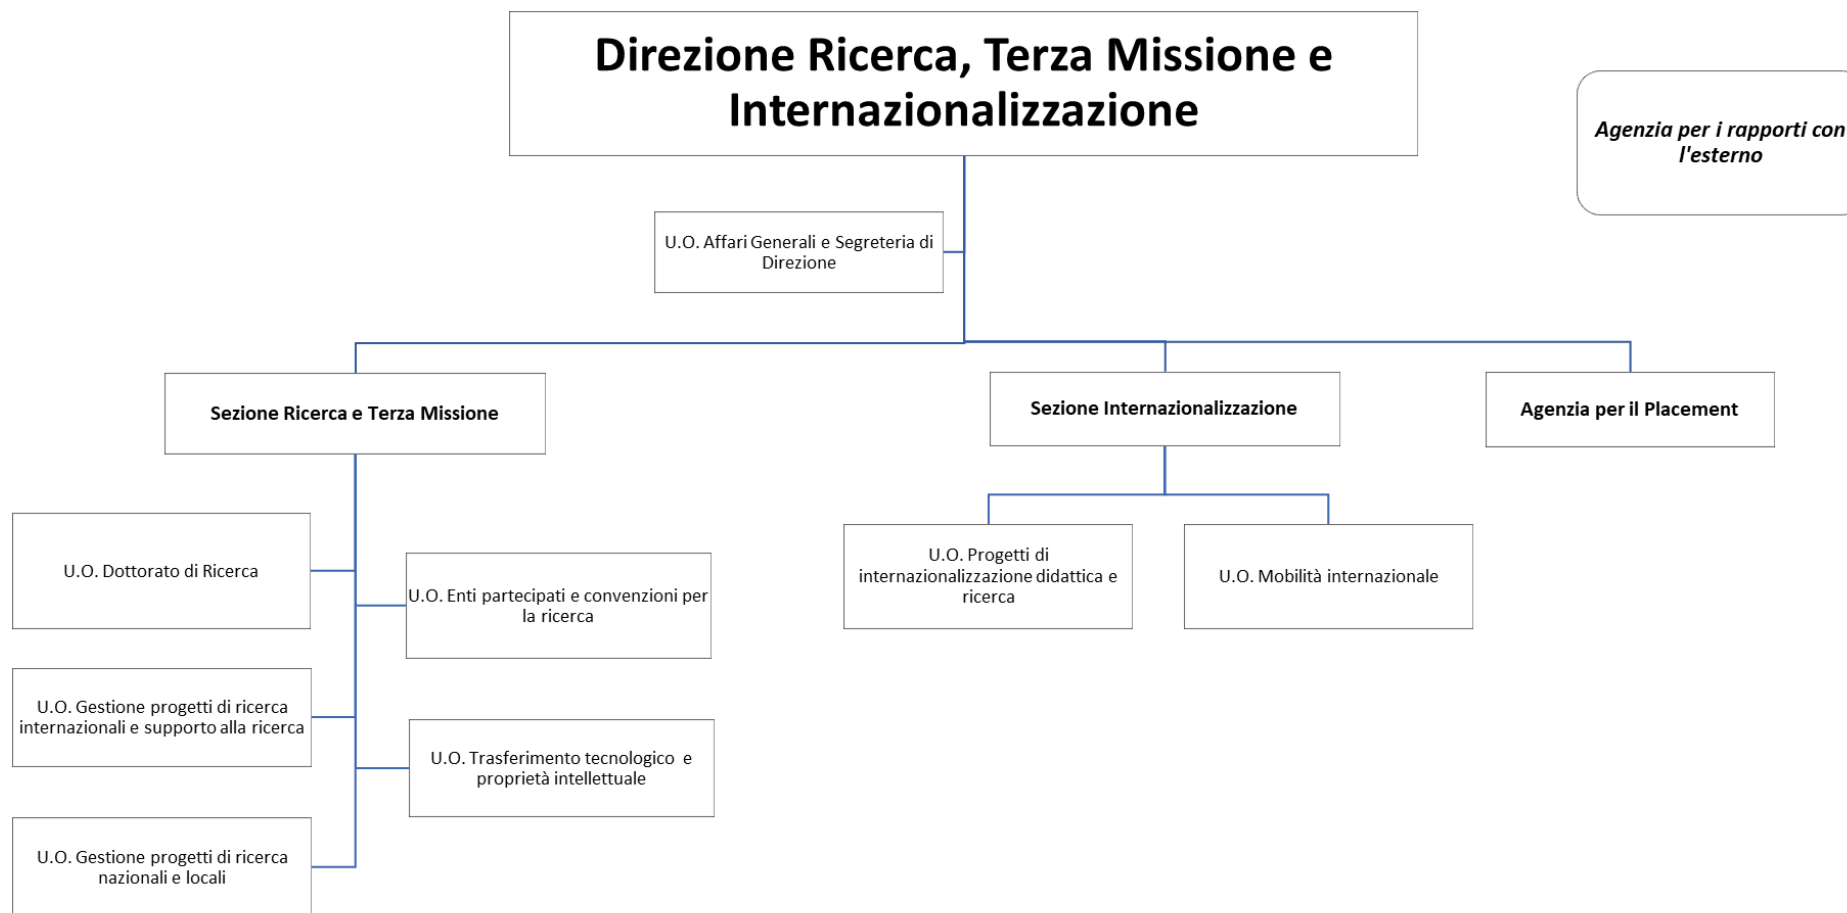 Direzione Ricerca, Terza Missione e
Internazionalizzazione
Agenzia per i rapporti con
l'esterno
U.O. Affari Generali e Segreteria di
Direzione
Sezione Ricerca e Terza Missione
Sezione Internazionalizzazione
Agenzia per il Placement
U.O. Dottorato di Ricerca
U.O. Enti partecipati e convenzioni per
la ricerca
U.O. Gestione progetti di ricerca
internazionali e supporto alla ricerca
U.O. Trasferimento tecnologico e
proprietà intellettuale
U.O. Gestione progetti di ricerca
nazionali e locali
U.O. Progetti di
internazionalizzazione didattica e
ricerca
U.O. Mobilità internazionale